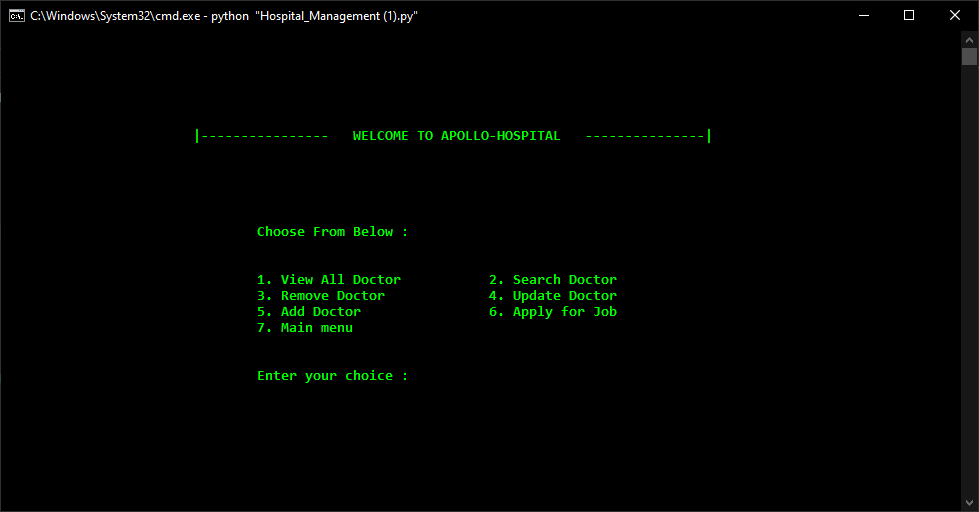 C:\Windows\System32\cmd.exe - python  "Hospital_Management (1).py"
|----------------   WELCOME TO APOLLO-HOSPITAL   ---------------|
Choose From Below :
1. View All Doctor           2. Search Doctor
3. Remove Doctor             4. Update Doctor
5. Add Doctor                6. Apply for Job
7. Main menu
Enter your choice :